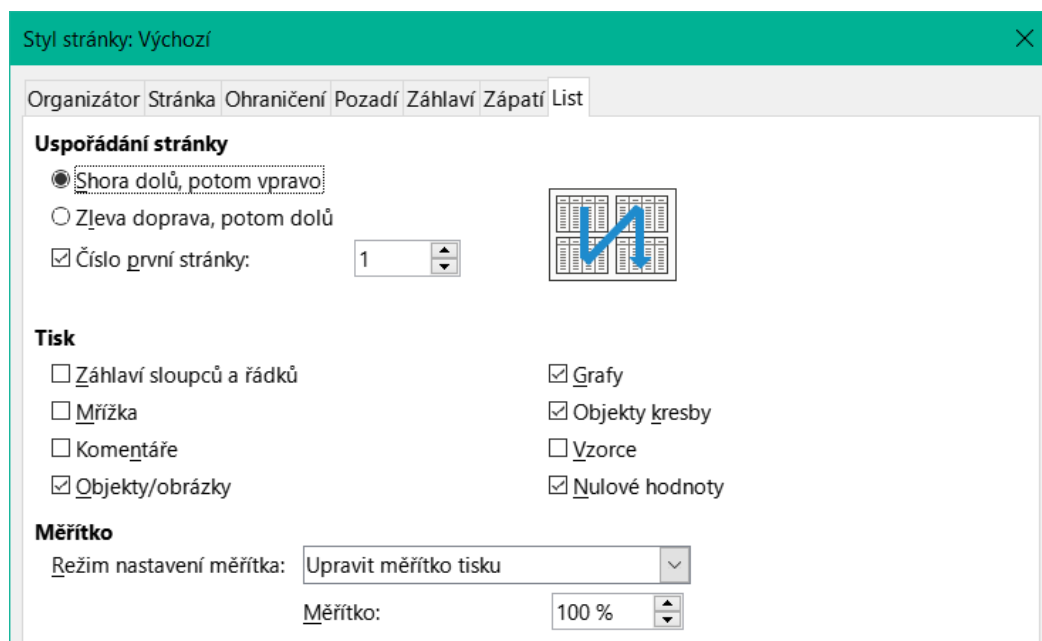 Styl stránky: Výchozí
Organizátor Stránka Ohraničení Pozadí Záhlaví Zápatí List
Uspořádání stránky
Shora dolů, potom vpravo
Zleva doprava, potom dolů
Číslo první stránky: 1
Tisk
Záhlaví sloupců a řádků
Grafy
Mřížka
Objekty kresby
Komentáře
Vzorce
Objekty/obrázky
Nulové hodnoty
Měřítko
Režim nastavení měřítka: Upravit měřítko tisku
Měřítko: 100 %